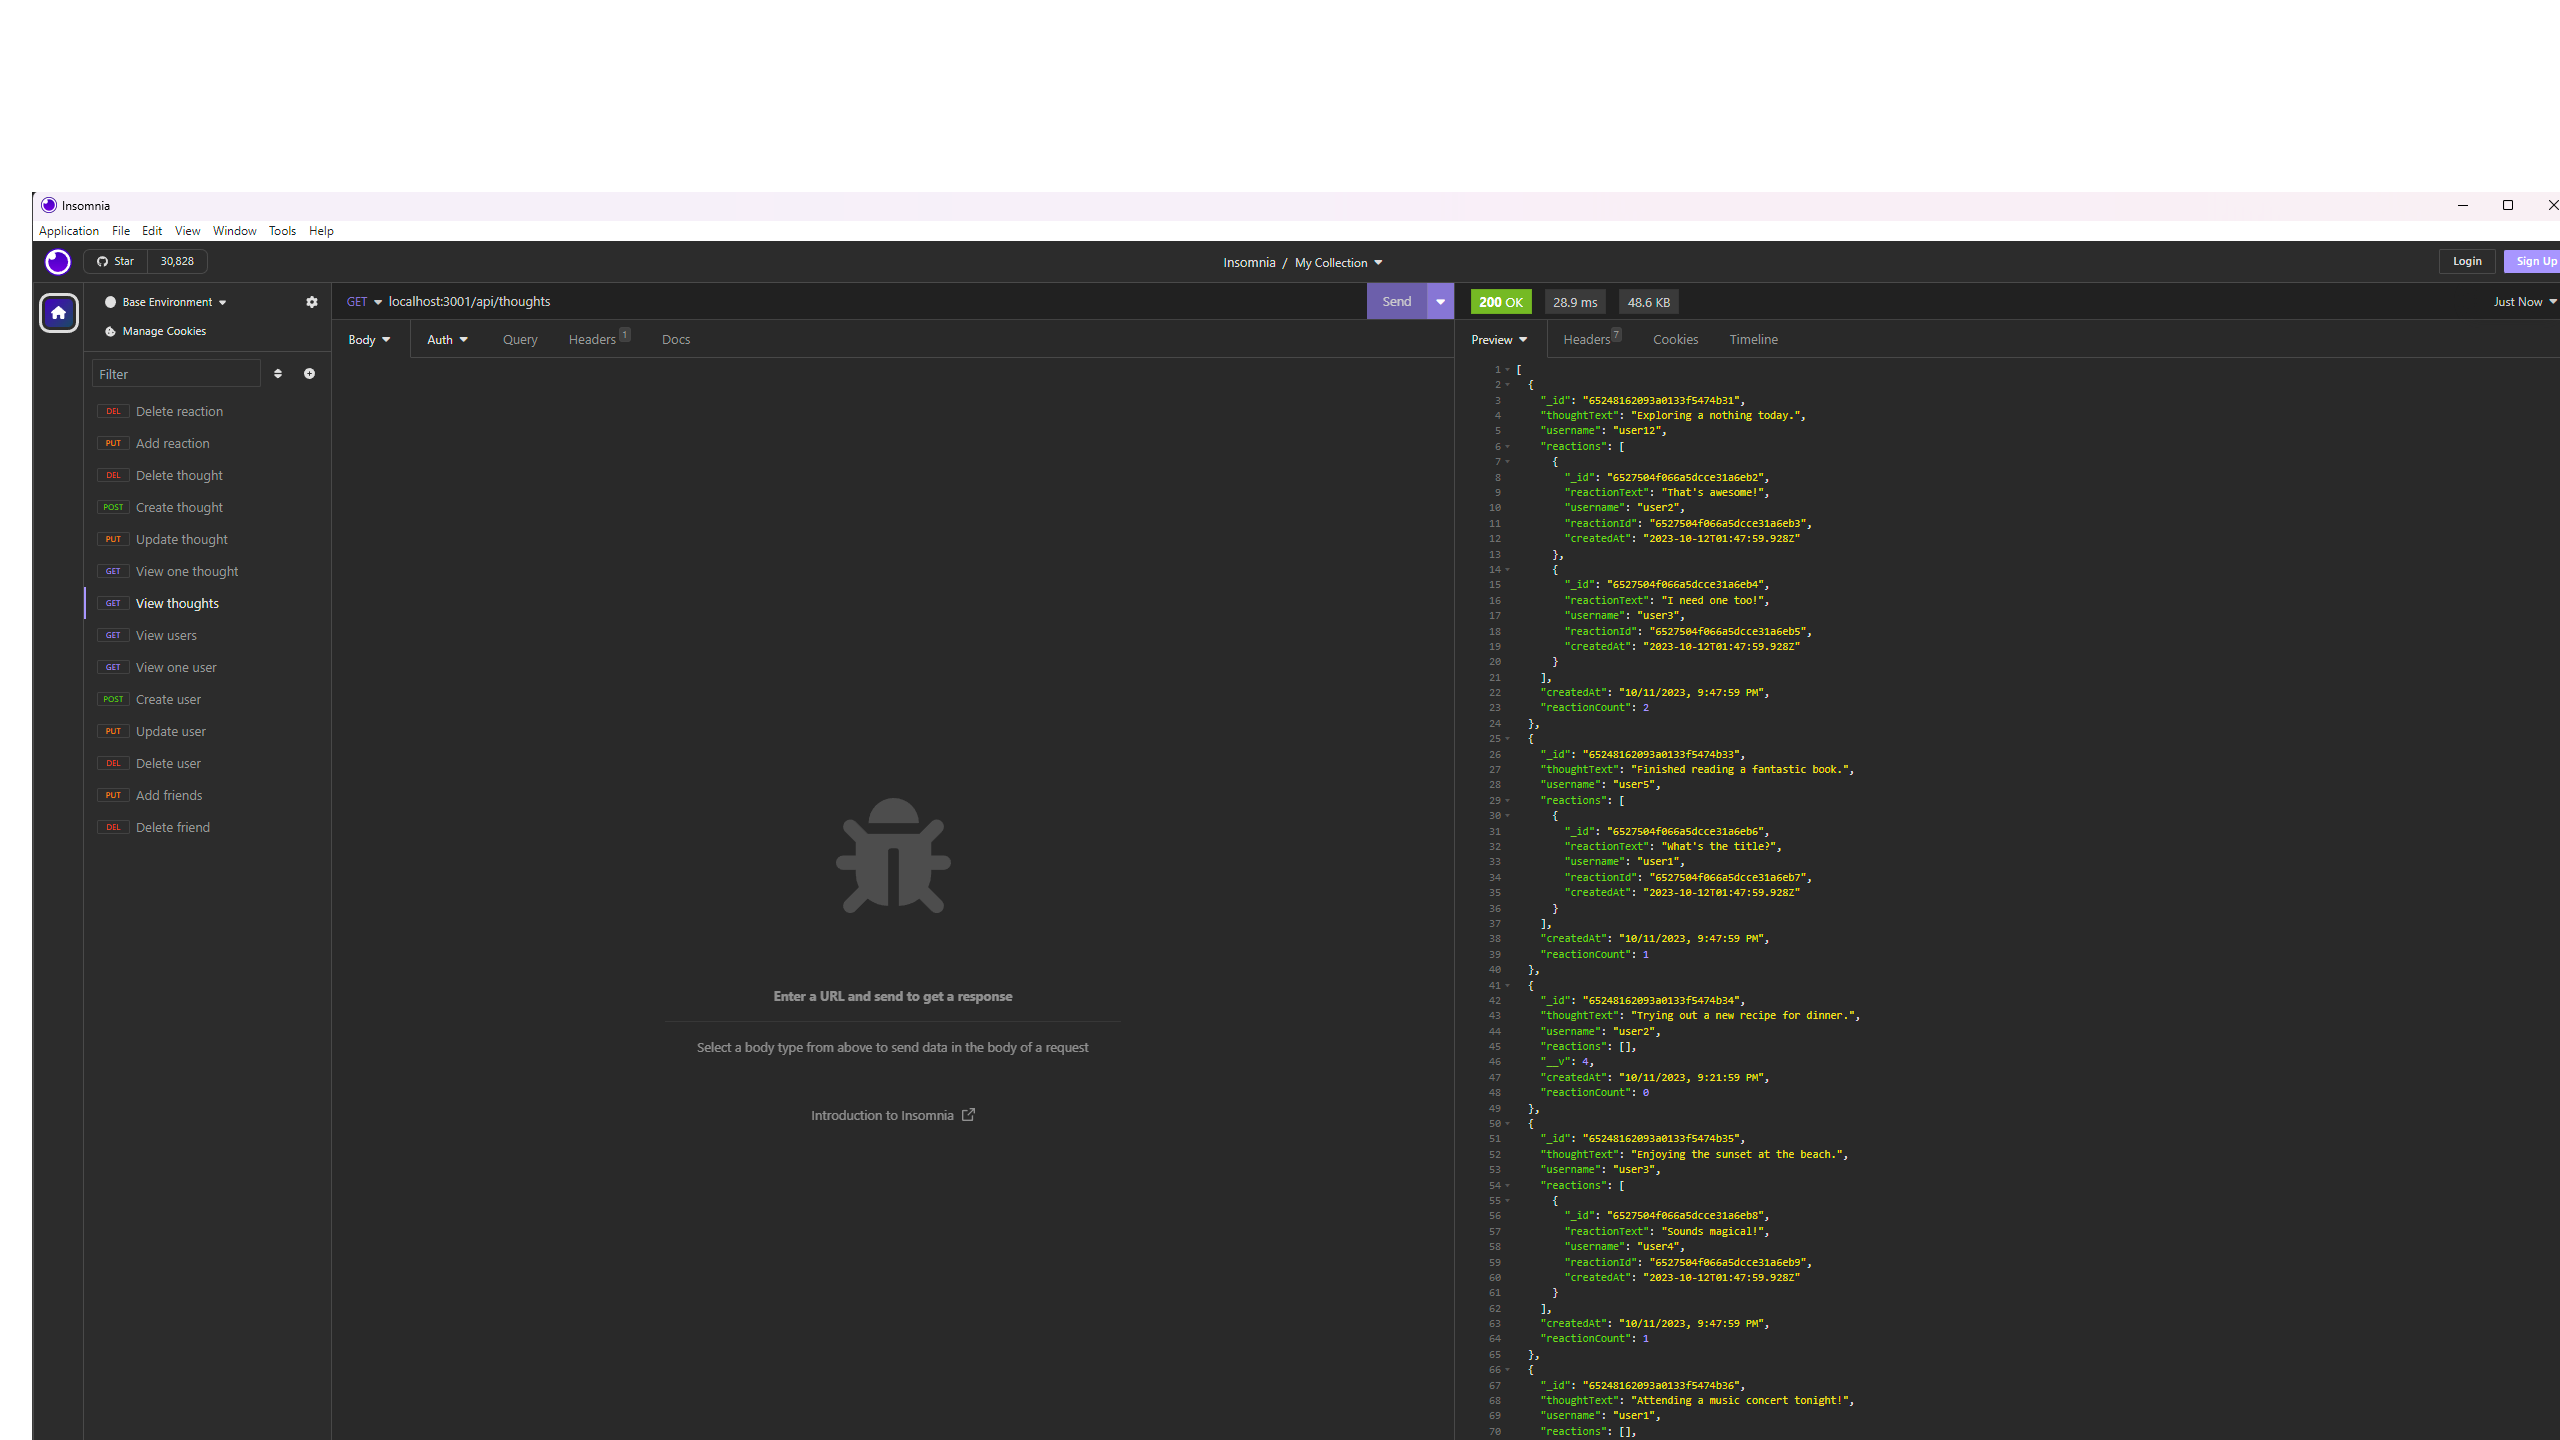 Insomnia
Application File Edit View Window Tools Help
Star 30,828
Insomnia / My Collection
Login Sign Up
Base Environment
Manage Cookies
Filter
DEL Delete reaction
PUT Add reaction
DEL Delete thought
POST Create thought
PUT Update thought
GET View one thought
GET View thoughts
GET View users
GET View one user
POST Create user
PUT Update user
DEL Delete user
PUT Add friends
DEL Delete friend
GET localhost:3001/api/thoughts Send
Body Auth Query Headers 1 Docs
Enter a URL and send to get a response
Select a body type from above to send data in the body of a request
Introduction to Insomnia
200 OK 28.9 ms 48.6 KB Just Now
Preview Headers 7 Cookies Timeline
1 [
2 {
3 "_id": "65248162093a0133f5474b31",
4 "thoughtText": "Exploring a nothing today.",
5 "username": "user12",
6 "reactions": [
7 {
8 "_id": "6527504f066a5dcce31a6eb2",
9 "reactionText": "That's awesome!",
10 "username": "user2",
11 "reactionId": "6527504f066a5dcce31a6eb3",
12 "createdAt": "2023-10-12T01:47:59.928Z"
13 },
14 {
15 "_id": "6527504f066a5dcce31a6eb4",
16 "reactionText": "I need one too!",
17 "username": "user3",
18 "reactionId": "6527504f066a5dcce31a6eb5",
19 "createdAt": "2023-10-12T01:47:59.928Z"
20 }
21 ],
22 "createdAt": "10/11/2023, 9:47:59 PM",
23 "reactionCount": 2
24 },
25 {
26 "_id": "65248162093a0133f5474b33",
27 "thoughtText": "Finished reading a fantastic book.",
28 "username": "user5",
29 "reactions": [
30 {
31 "_id": "6527504f066a5dcce31a6eb6",
32 "reactionText": "What's the title?",
33 "username": "user1",
34 "reactionId": "6527504f066a5dcce31a6eb7",
35 "createdAt": "2023-10-12T01:47:59.928Z"
36 }
37 ],
38 "createdAt": "10/11/2023, 9:47:59 PM",
39 "reactionCount": 1
40 },
41 {
42 "_id": "65248162093a0133f5474b34",
43 "thoughtText": "Trying out a new recipe for dinner.",
44 "username": "user2",
45 "reactions": [],
46 "__v": 4,
47 "createdAt": "10/11/2023, 9:21:59 PM",
48 "reactionCount": 0
49 },
50 {
51 "_id": "65248162093a0133f5474b35",
52 "thoughtText": "Enjoying the sunset at the beach.",
53 "username": "user3",
54 "reactions": [
55 {
56 "_id": "6527504f066a5dcce31a6eb8",
57 "reactionText": "Sounds magical!",
58 "username": "user4",
59 "reactionId": "6527504f066a5dcce31a6eb9",
60 "createdAt": "2023-10-12T01:47:59.928Z"
61 }
62 ],
63 "createdAt": "10/11/2023, 9:47:59 PM",
64 "reactionCount": 1
65 },
66 {
67 "_id": "65248162093a0133f5474b36",
68 "thoughtText": "Attending a music concert tonight!",
69 "username": "user1",
70 "reactions": [],